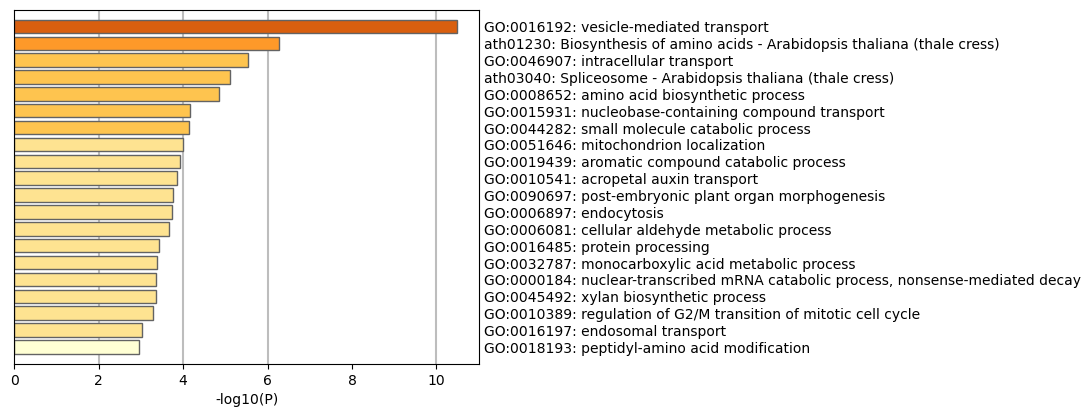 GO:0016192: vesicle-mediated transport
ath01230: Biosynthesis of amino acids - Arabidopsis thaliana (thale cress)
GO:0046907: intracellular transport
ath03040: Spliceosome - Arabidopsis thaliana (thale cress)
GO:0008652: amino acid biosynthetic process
GO:0015931: nucleobase-containing compound transport
GO:0044282: small molecule catabolic process
GO:0051646: mitochondrion localization
GO:0019439: aromatic compound catabolic process
GO:0010541: acropetal auxin transport
GO:0090697: post-embryonic plant organ morphogenesis
GO:0006897: endocytosis
GO:0006081: cellular aldehyde metabolic process
GO:0016485: protein processing
GO:0032787: monocarboxylic acid metabolic process
GO:0000184: nuclear-transcribed mRNA catabolic process, nonsense-mediated decay
GO:0045492: xylan biosynthetic process
GO:0010389: regulation of G2/M transition of mitotic cell cycle
GO:0016197: endosomal transport
GO:0018193: peptidyl-amino acid modification
0 2 4 6 8 10
-log10(P)